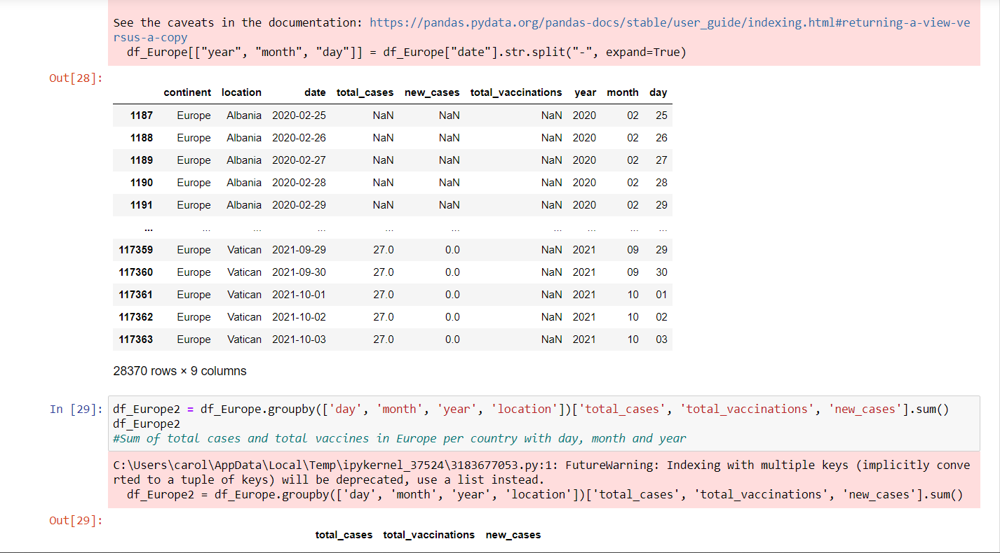 See the caveats in the documentation: https://pandas.pydata.org/pandas-docs/stable/user_guide/indexing.html#returning-a-view-ve
rsus-a-copy
df_Europe[["year", "month", "day"]] = df_Europe["date"].str.split("-", expand=True)
Out[28]:
continent location date total_cases new_cases total_vaccinations year month day
1187 Europe Albania 2020-02-25 NaN NaN NaN 2020 02 25
1188 Europe Albania 2020-02-26 NaN NaN NaN 2020 02 26
1189 Europe Albania 2020-02-27 NaN NaN NaN 2020 02 27
1190 Europe Albania 2020-02-28 NaN NaN NaN 2020 02 28
1191 Europe Albania 2020-02-29 NaN NaN NaN 2020 02 29
... ... ... ... ... ... ... ... ... ...
117359 Europe Vatican 2021-09-29 27.0 0.0 NaN 2021 09 29
117360 Europe Vatican 2021-09-30 27.0 0.0 NaN 2021 09 30
117361 Europe Vatican 2021-10-01 27.0 0.0 NaN 2021 10 01
117362 Europe Vatican 2021-10-02 27.0 0.0 NaN 2021 10 02
117363 Europe Vatican 2021-10-03 27.0 0.0 NaN 2021 10 03
28370 rows × 9 columns
In [29]: df_Europe2 = df_Europe.groupby(['day', 'month', 'year', 'location'])['total_cases', 'total_vaccinations', 'new_cases'].sum()
df_Europe2
#Sum of total cases and total vaccines in Europe per country with day, month and year
C:\Users\carol\AppData\Local\Temp\ipykernel_37524\3183677053.py:1: FutureWarning: Indexing with multiple keys (implicitly conve
rted to a tuple of keys) will be deprecated, use a list instead.
df_Europe2 = df_Europe.groupby(['day', 'month', 'year', 'location'])['total_cases', 'total_vaccinations', 'new_cases'].sum()
Out[29]:
total_cases total_vaccinations new_cases